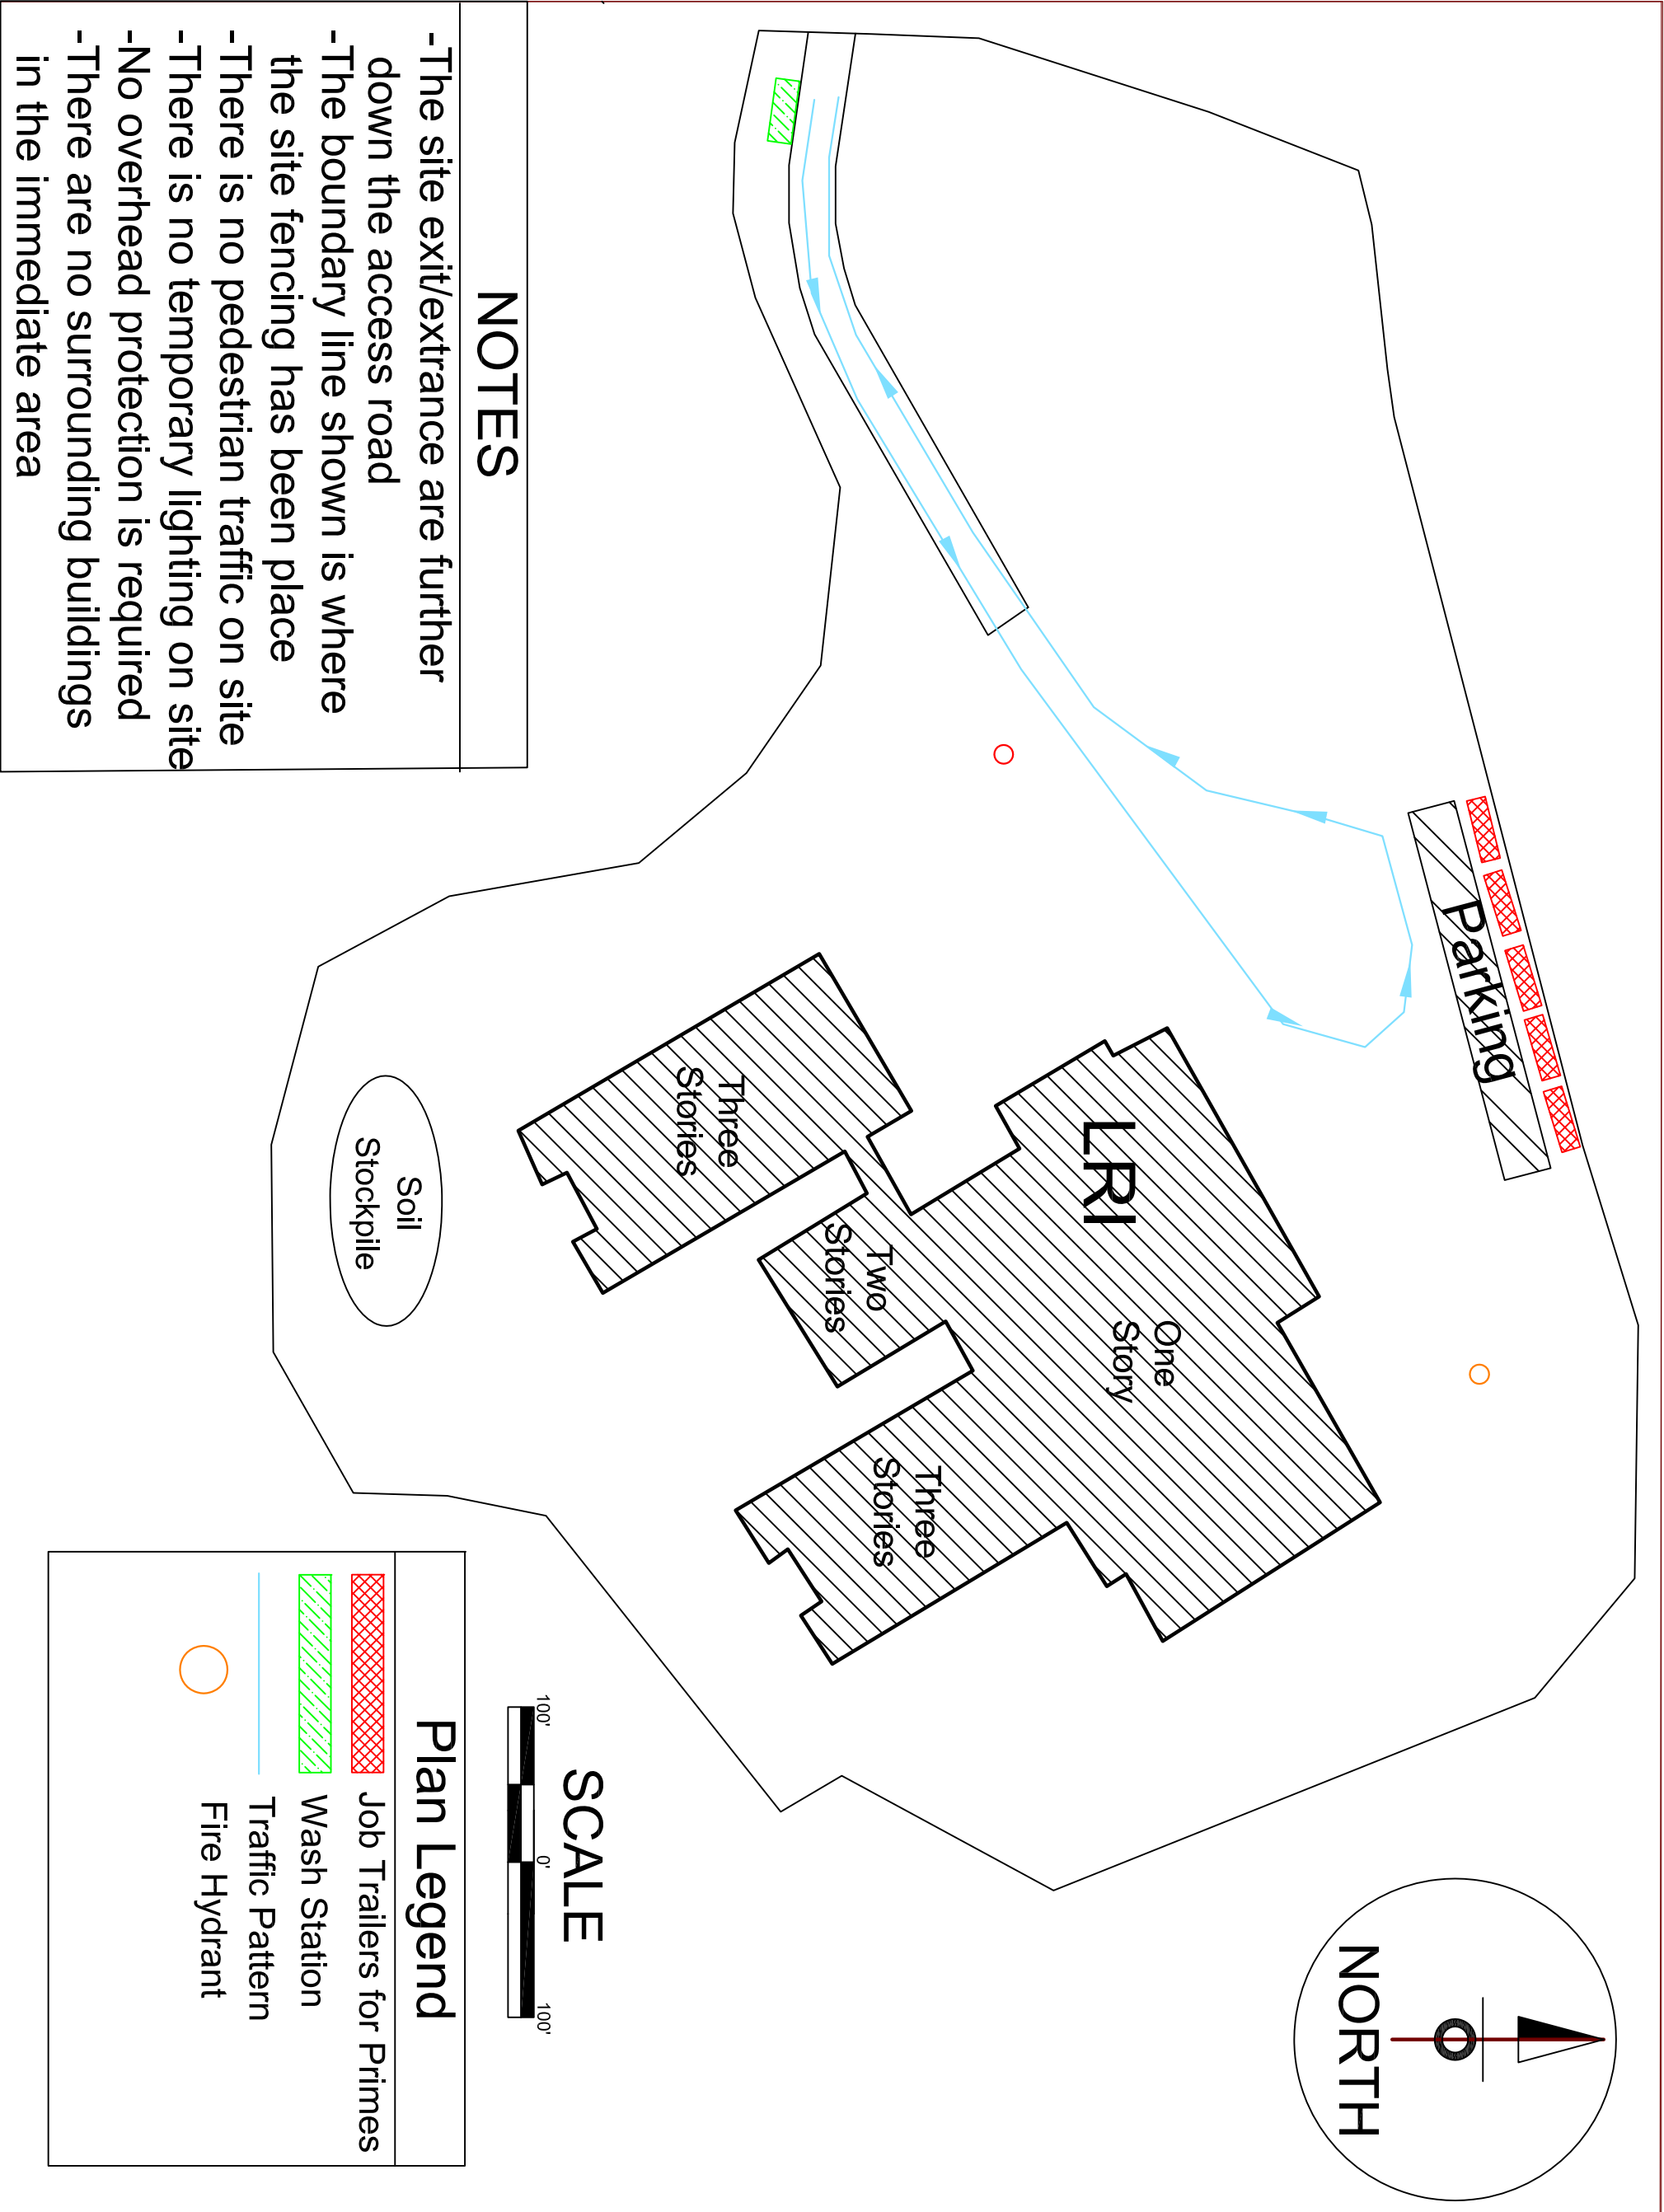 Parking
LRI
One
Story
Three
Stories
Two
Stories
Three
Stories
Soil
Stockpile
NORTH
NOTES
-The site exit/extrance are further
down the access road
-The boundary line shown is where
the site fencing has been place
-There is no pedestrian traffic on site
-There is no temporary lighting on site
-No overhead protection is required
-There are no surrounding buildings
in the immediate area
SCALE
100' 0' 100'
Plan Legend
Job Trailers for Primes
Wash Station
Traffic Pattern
Fire Hydrant